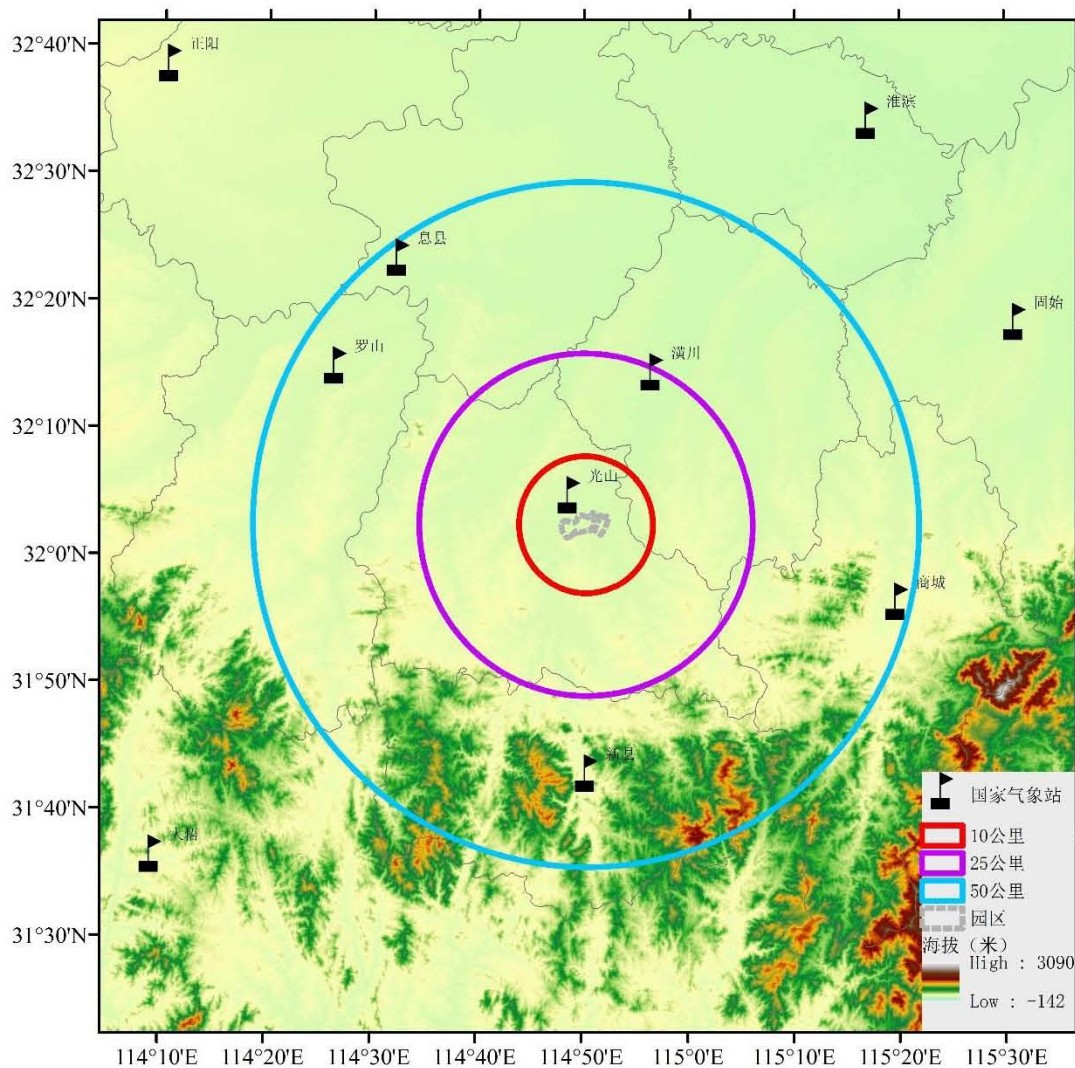 32°40'N
正阳
淮滨
32°30'N
息县
32°20'N
固始
罗山
潢川
32°10'N
光山
32°0'N
商城
31°50'N
新县
国家气象站
31°40'N
10公里
大悟
25公里
50公里
31°30'N
园区
海拔（米）
High : 3090
Low : -142
114°10'E
114°20'E
114°30'E
114°40'E
114°50'E
115°0'E
115°10'E
115°20'E
115°30'E